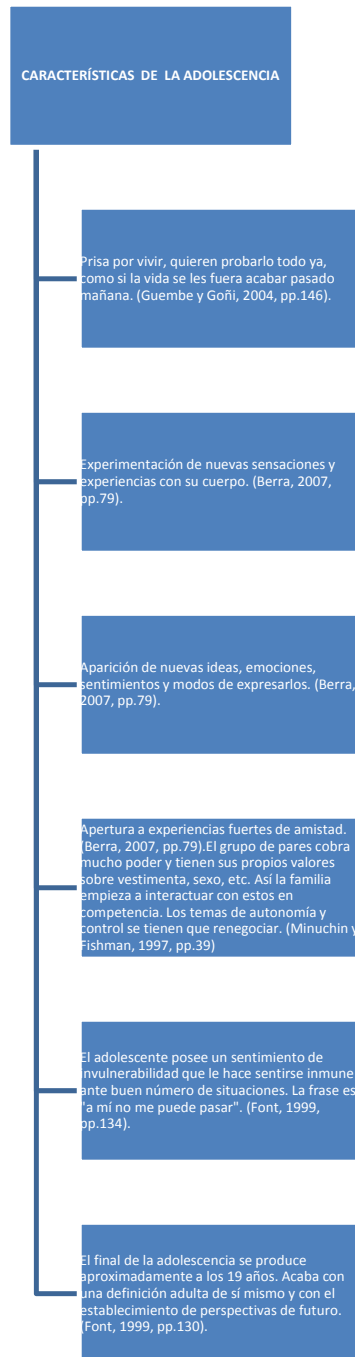 CARACTERÍSTICAS DE LA ADOLESCENCIA
Prisa por vivir, quieren probarlo todo ya,
como si la vida se les fuera acabar pasado
mañana. (Guembe y Goñi, 2004, pp.146).
Experimentación de nuevas sensaciones y
experiencias con su cuerpo. (Berra, 2007,
pp.79).
Aparición de nuevas ideas, emociones,
sentimientos y modos de expresarlos. (Berra,
2007, pp.79).
Apertura a experiencias fuertes de amistad.
(Berra, 2007, pp.79).El grupo de pares cobra
mucho poder y tienen sus propios valores
sobre vestimenta, sexo, etc. Así la familia
empieza a interactuar con estos en
competencia. Los temas de autonomía y
control se tienen que renegociar. (Minuchin y
Fishman, 1997, pp.39)
El adolescente posee un sentimiento de
invulnerabilidad que le hace sentirse inmune
ante buen número de situaciones. La frase es
"a mí no me puede pasar". (Font, 1999,
pp.134).
El final de la adolescencia se produce
aproximadamente a los 19 años. Acaba con
una definición adulta de sí mismo y con el
establecimiento de perspectivas de futuro.
(Font, 1999, pp.130).